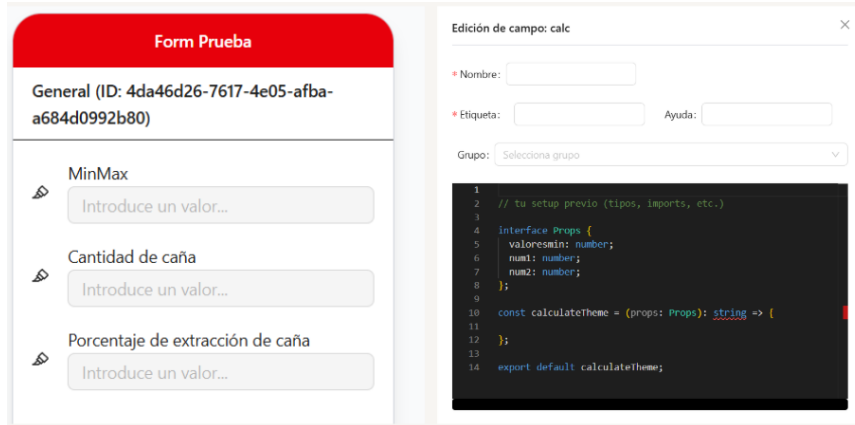 Form Prueba
General (ID: 4da46d26-7617-4e05-afba-
a684d0992b80)
MinMax
Introduce un valor...
Cantidad de caña
Introduce un valor...
Porcentaje de extracción de caña
Introduce un valor...
Edición de campo: calc
* Nombre:
* Etiqueta:
Ayuda:
Grupo: Selecciona grupo
1
2 // tu setup previo (tipos, imports, etc.)
3
4 interface Props {
5 valoresmin: number;
6 num1: number;
7 num2: number;
8 };
9
10 const calculateTheme = (props: Props): string => {
11
12 };
13
14 export default calculateTheme;